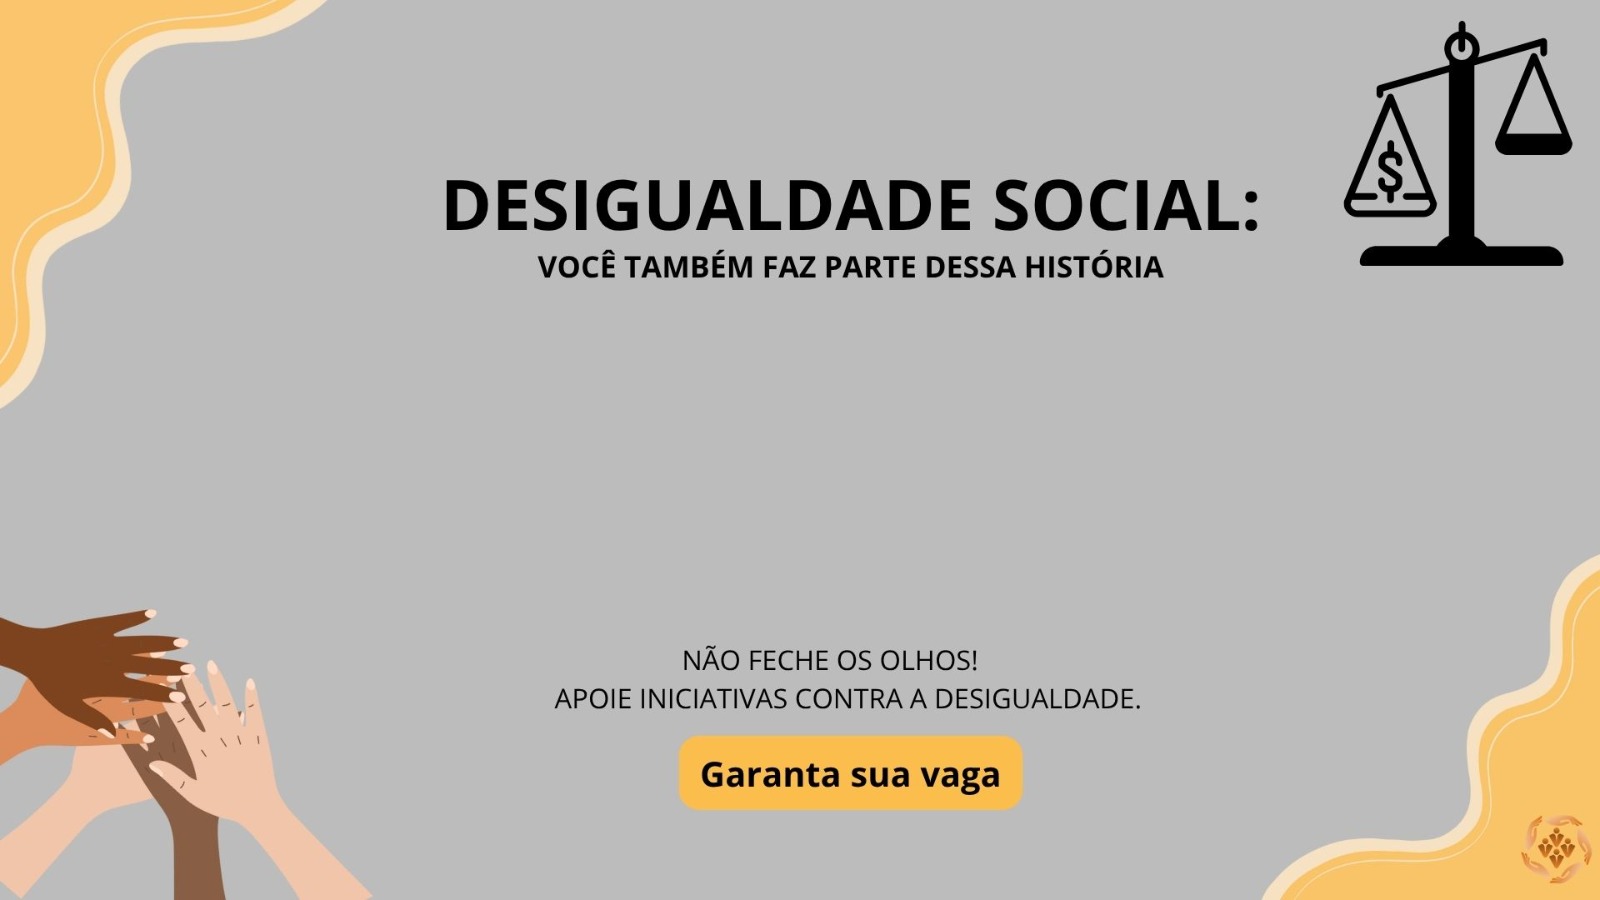 DESIGUALDADE SOCIAL:
VOCÊ TAMBÉM FAZ PARTE DESSA HISTÓRIA
$
NÃO FECHE OS OLHOS!
APOIE INICIATIVAS CONTRA A DESIGUALDADE.
Garanta sua vaga